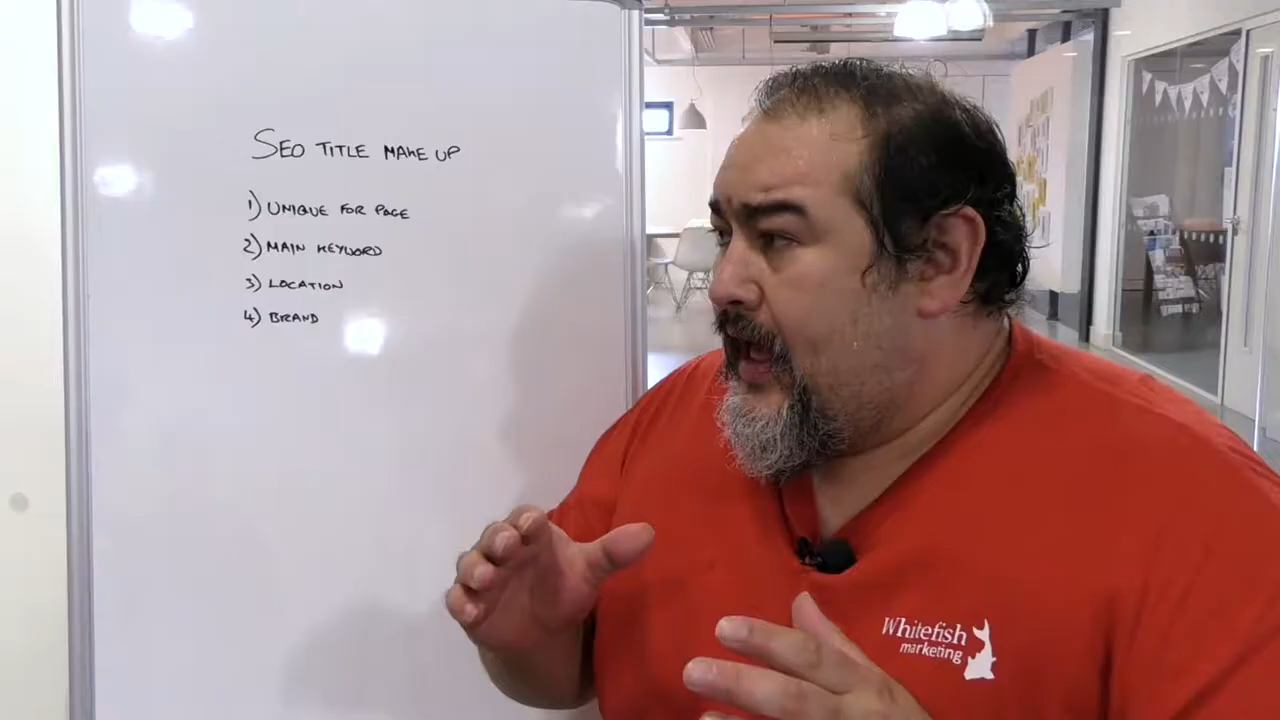 SEO TITLE MAKE UP
1) UNIQUE FOR PAGE
2) MAIN KEYWORD
3) LOCATION
4) BRAND
Whitefish
marketing